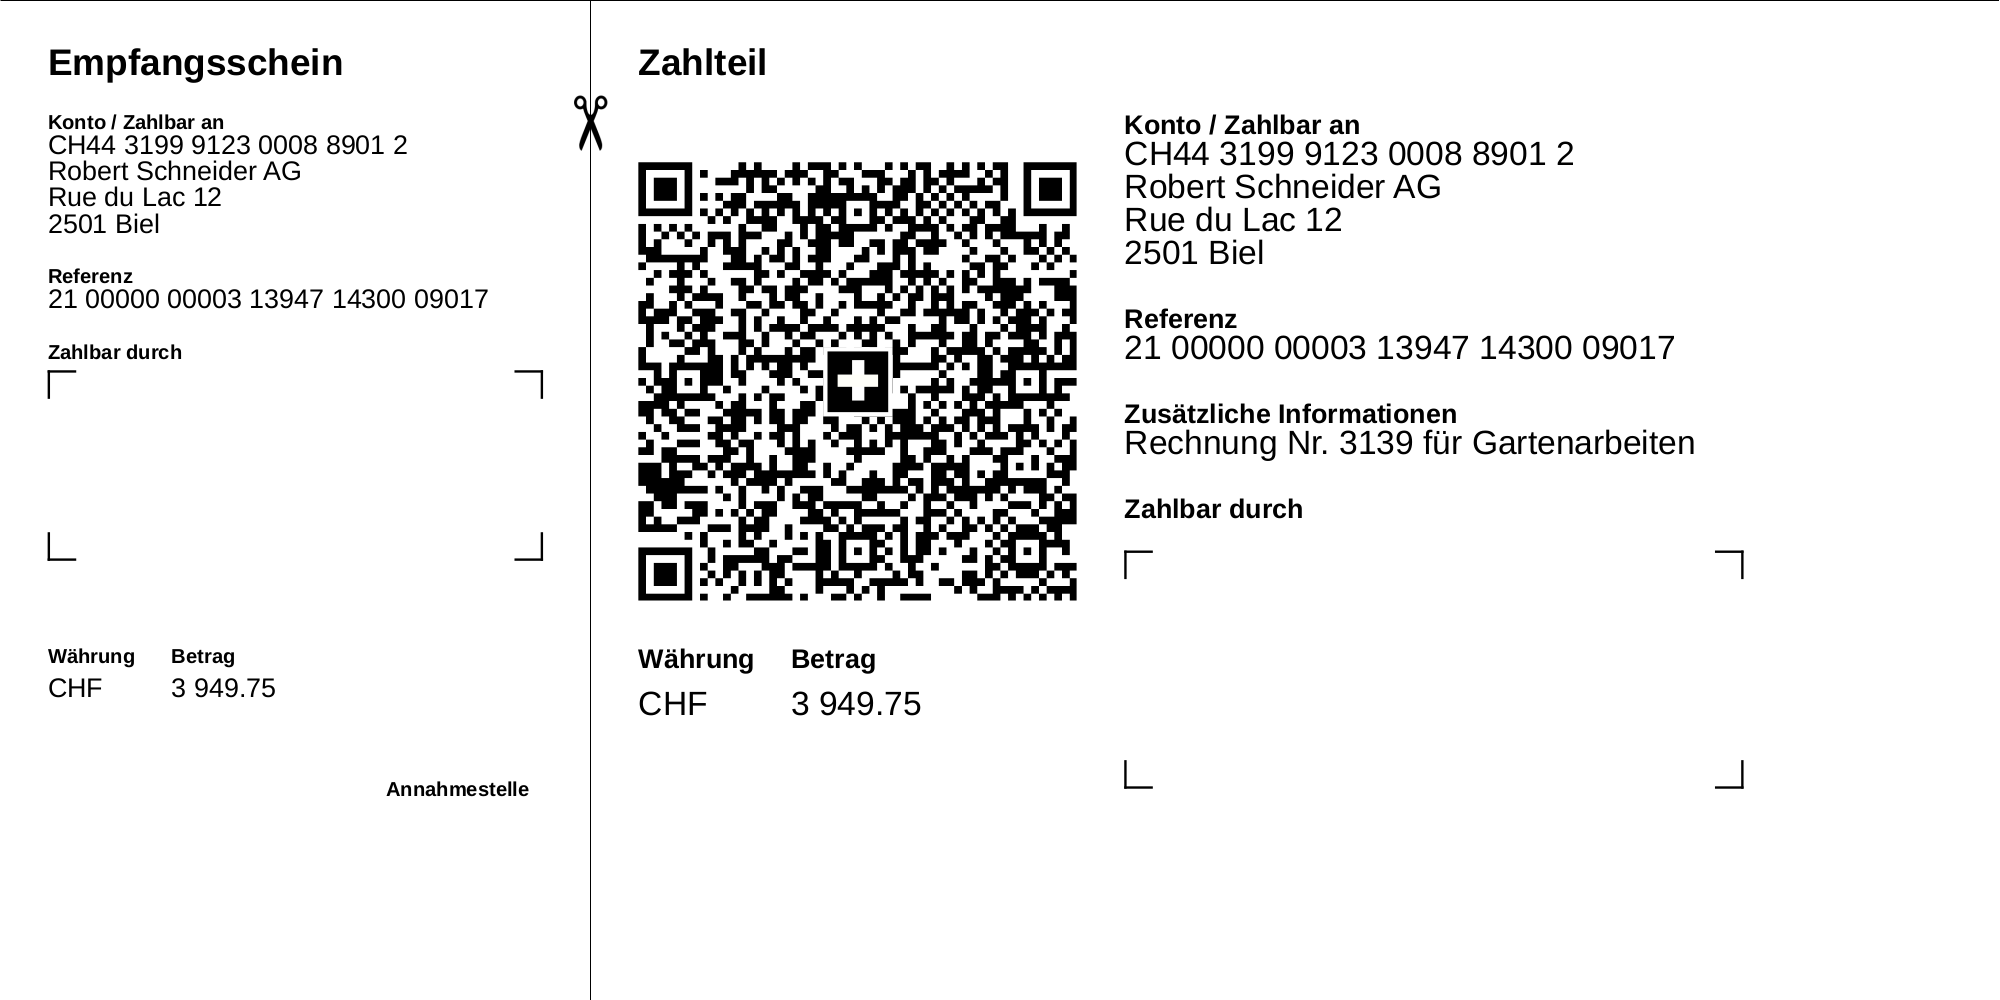 Empfangsschein
Konto / Zahlbar an
CH44 3199 9123 0008 8901 2
Robert Schneider AG
Rue du Lac 12
2501 Biel
Referenz
21 00000 00003 13947 14300 09017
Zahlbar durch
Währung Betrag
CHF 3 949.75
Annahmestelle
Zahlteil
Währung Betrag
CHF 3 949.75
Konto / Zahlbar an
CH44 3199 9123 0008 8901 2
Robert Schneider AG
Rue du Lac 12
2501 Biel
Referenz
21 00000 00003 13947 14300 09017
Zusätzliche Informationen
Rechnung Nr. 3139 für Gartenarbeiten
Zahlbar durch